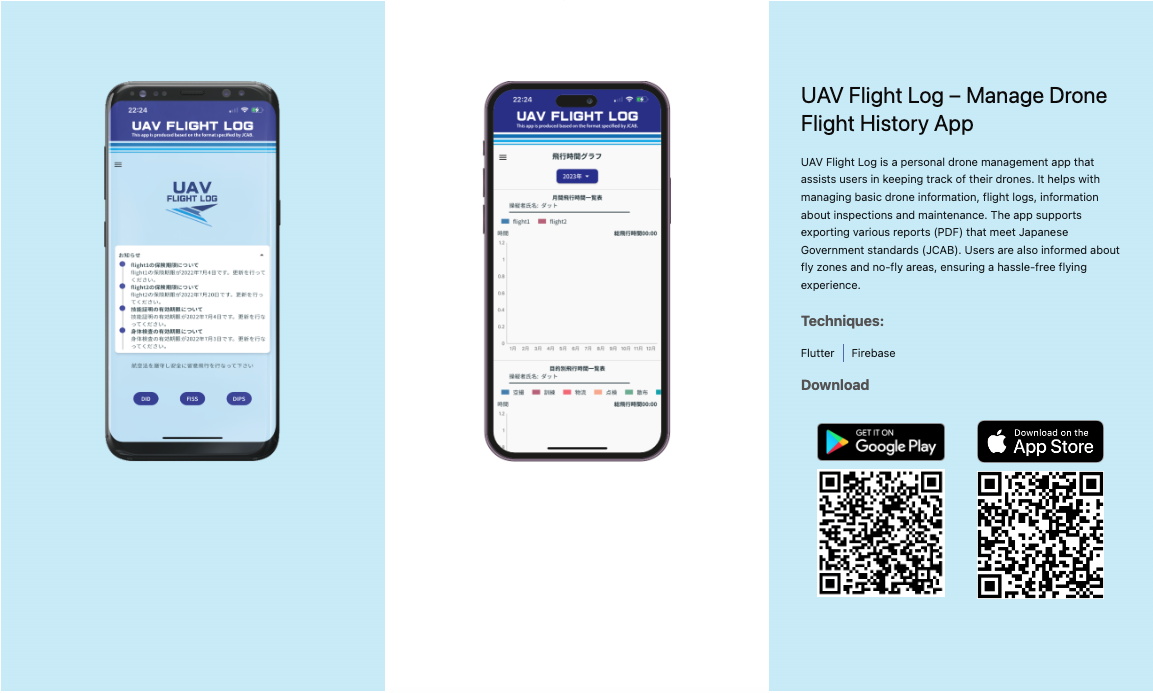 22:24
UAV FLIGHT LOG
This app is produced based on the format specified by JCAB.
UAV
FLIGHT LOG
お知らせ
flight1の保険期限について
flight1の保険期限が2022年7月4日です。更新を行って
ください。
flight2の保険期限について
flight2の保険期限が2022年7月20日です。更新を行っ
てください。
技能証明の有効期限について
技能証明の有効期限が2022年7月4日です。更新を行な
ってください。
身体検査の有効期限について
身体検査の有効期限が2022年7月3日です。更新を行な
ってください。
航空法を遵守し安全に留意飛行を行なって下さい
DID
FISS
DIPS
22:24
UAV FLIGHT LOG
This app is produced based on the format specified by JCAB.
飛行時間グラフ
2023年
月間飛行時間一覧表
操縦者氏名: ダット
flight1 flight2
時間 総飛行時間00:00
1.2
1
0.8
0.6
0.4
0.2
0
1月 2月 3月 4月 5月 6月 7月 8月 9月 10月 11月 12月
目的別飛行時間一覧表
操縦者氏名: ダット
空撮 訓練 物流 点検 散布
時間 総飛行時間00:00
1.2
1
0.8
UAV Flight Log – Manage Drone
Flight History App
UAV Flight Log is a personal drone management app that
assists users in keeping track of their drones. It helps with
managing basic drone information, flight logs, information
about inspections and maintenance. The app supports
exporting various reports (PDF) that meet Japanese
Government standards (JCAB). Users are also informed about
fly zones and no-fly areas, ensuring a hassle-free flying
experience.
Techniques:
Flutter | Firebase
Download
GET IT ON
Google Play
Download on the
App Store